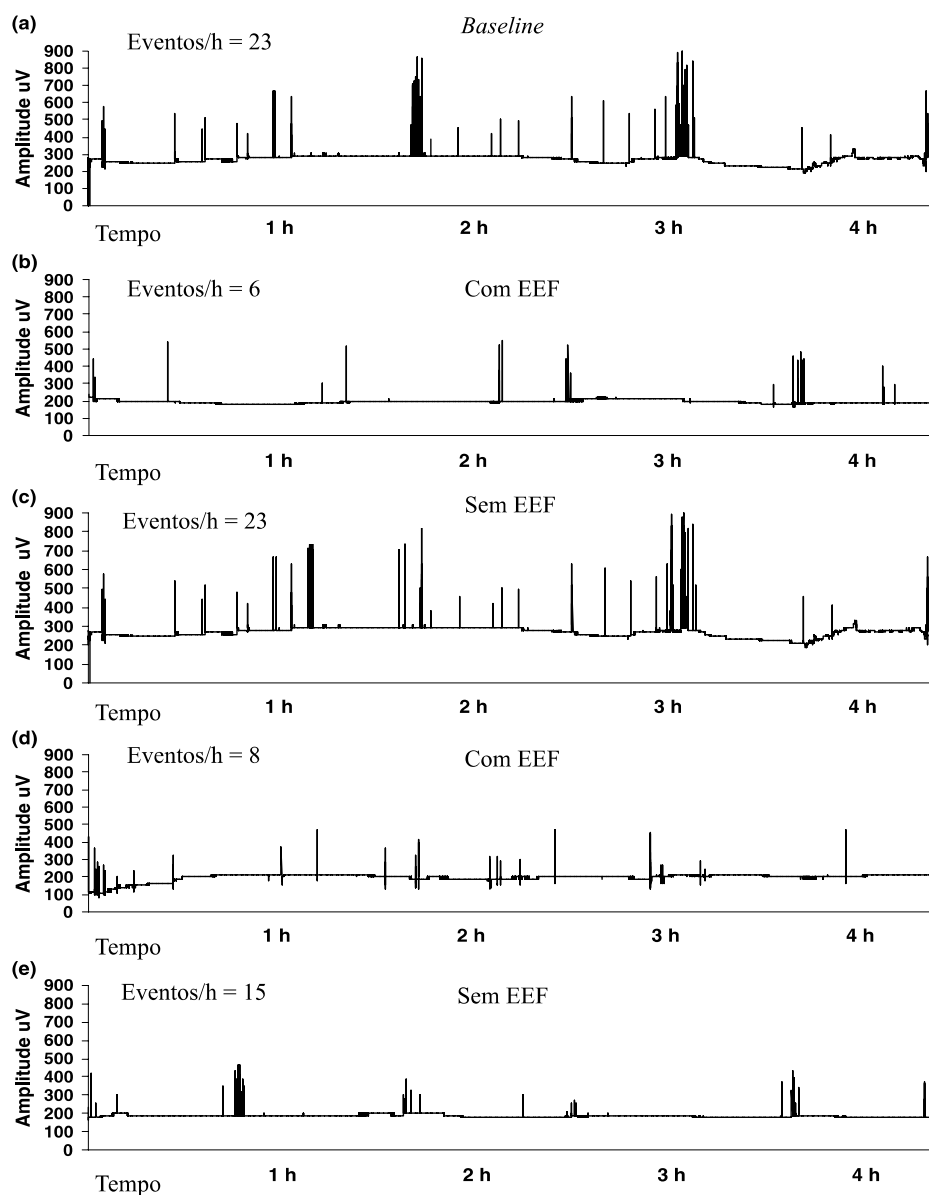 (a)
Baseline
Eventos/h = 23
Amplitude uV
900
800
700
600
500
400
300
200
100
0
Tempo
1 h
2 h
3 h
4 h
(b)
Eventos/h = 6
Com EEF
Amplitude uV
900
800
700
600
500
400
300
200
100
0
Tempo
1 h
2 h
3 h
4 h
(c)
Sem EEF
Eventos/h = 23
Amplitude uV
900
800
700
600
500
400
300
200
100
0
Tempo
1 h
2 h
3 h
4 h
(d)
Eventos/h = 8
Com EEF
Amplitude uV
900
800
700
600
500
400
300
200
100
0
Tempo
1 h
2 h
3 h
4 h
(e)
Eventos/h = 15
Sem EEF
Amplitude uV
900
800
700
600
500
400
300
200
100
0
Tempo
1 h
2 h
3 h
4 h